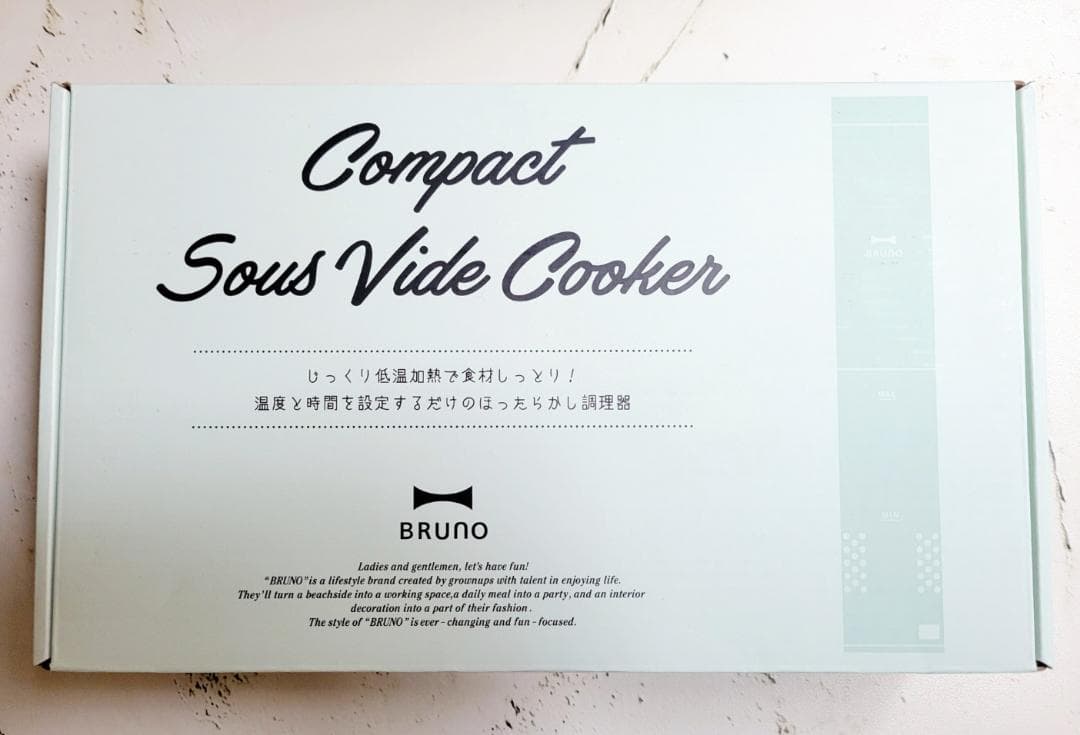 Compact
Sous Vide Cooker
じっくり低温加熱で食材しっとり!
温度と時間を設定するだけのほったらかし調理器
BRUNO
Ladies and gentlemen, let's have fun!
"BRUNO"is a lifestyle brand created by grownups with talent in enjoying life.
They'll turn a beachside into a working space,a daily meal into a party, and an interior
decoration into a part of their fashion.
The style of "BRUNO" is ever-changing and fun-focused.
BRUNO
MAX
MIN